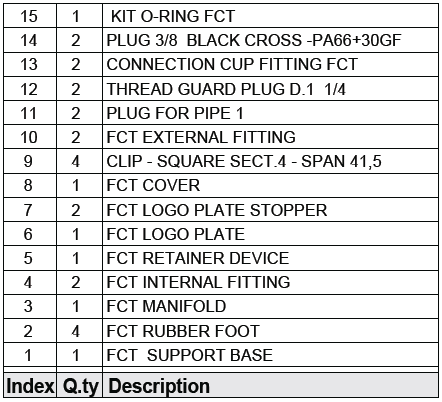 15 1 KIT O-RING FCT
14 2 PLUG 3/8 BLACK CROSS -PA66+30GF
13 2 CONNECTION CUP FITTING FCT
12 2 THREAD GUARD PLUG D.1 1/4
11 2 PLUG FOR PIPE 1
10 2 FCT EXTERNAL FITTING
9 4 CLIP - SQUARE SECT.4 - SPAN 41,5
8 1 FCT COVER
7 2 FCT LOGO PLATE STOPPER
6 1 FCT LOGO PLATE
5 1 FCT RETAINER DEVICE
4 2 FCT INTERNAL FITTING
3 1 FCT MANIFOLD
2 4 FCT RUBBER FOOT
1 1 FCT SUPPORT BASE
Index Q.ty Description